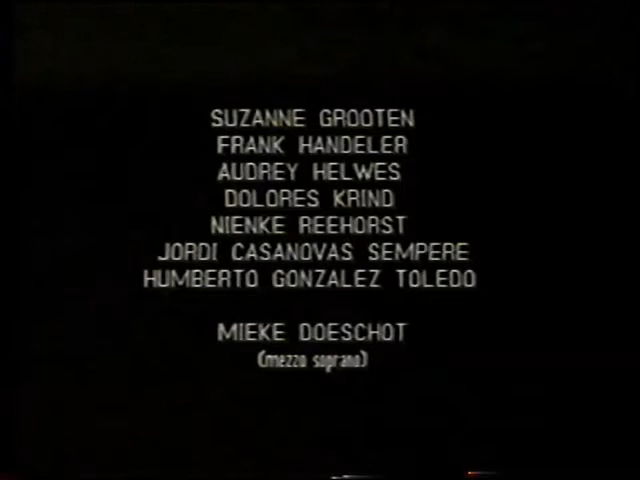 SUZANNE GROOTEN
FRANK HANDELER
AUDREY HELWES
DOLORES KRIND
NIENKE REEHORST
JORDI CASANOVAS SEMPERE
HUMBERTO GONZALEZ TOLEDO
MIEKE DOESCHOT
(mezzo soprano)